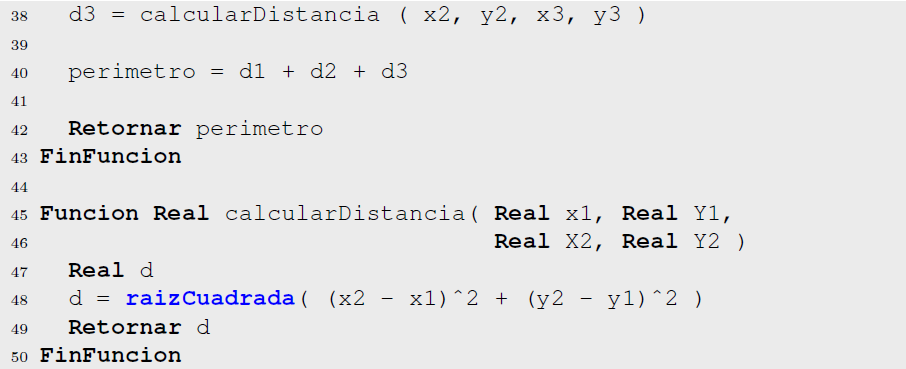 38 d3 = calcularDistancia ( x2, y2, x3, y3 )
39
40 perimetro = d1 + d2 + d3
41
42 Retornar perimetro
43 FinFuncion
44
45 Funcion Real calcularDistancia( Real x1, Real Y1,
46 Real X2, Real Y2 )
47 Real d
48 d = raizCuadrada( (x2 - x1)^2 + (y2 - y1)^2 )
49 Retornar d
50 FinFuncion